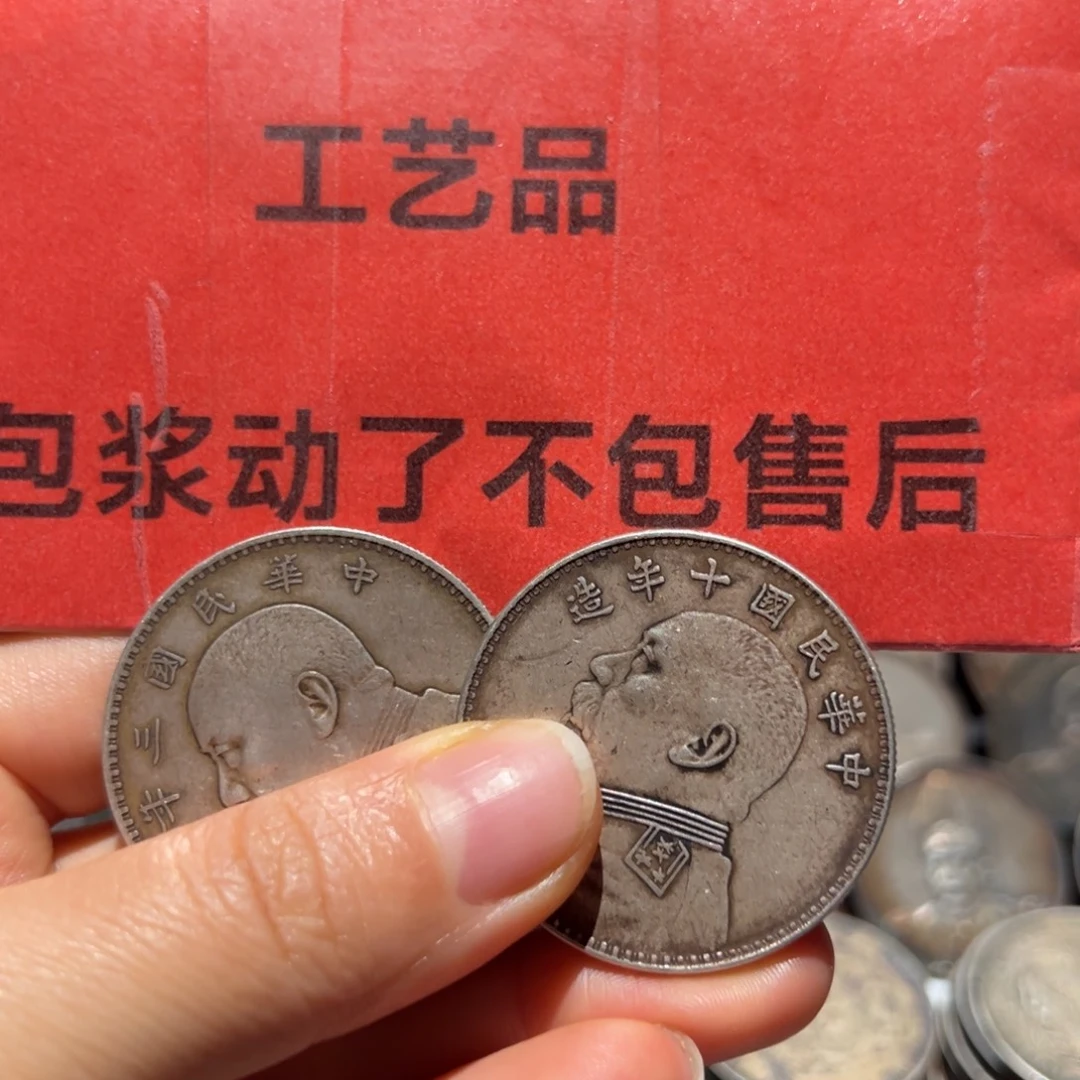 工艺品
包浆动了不包售后
中華民國三年
中華民國十年造